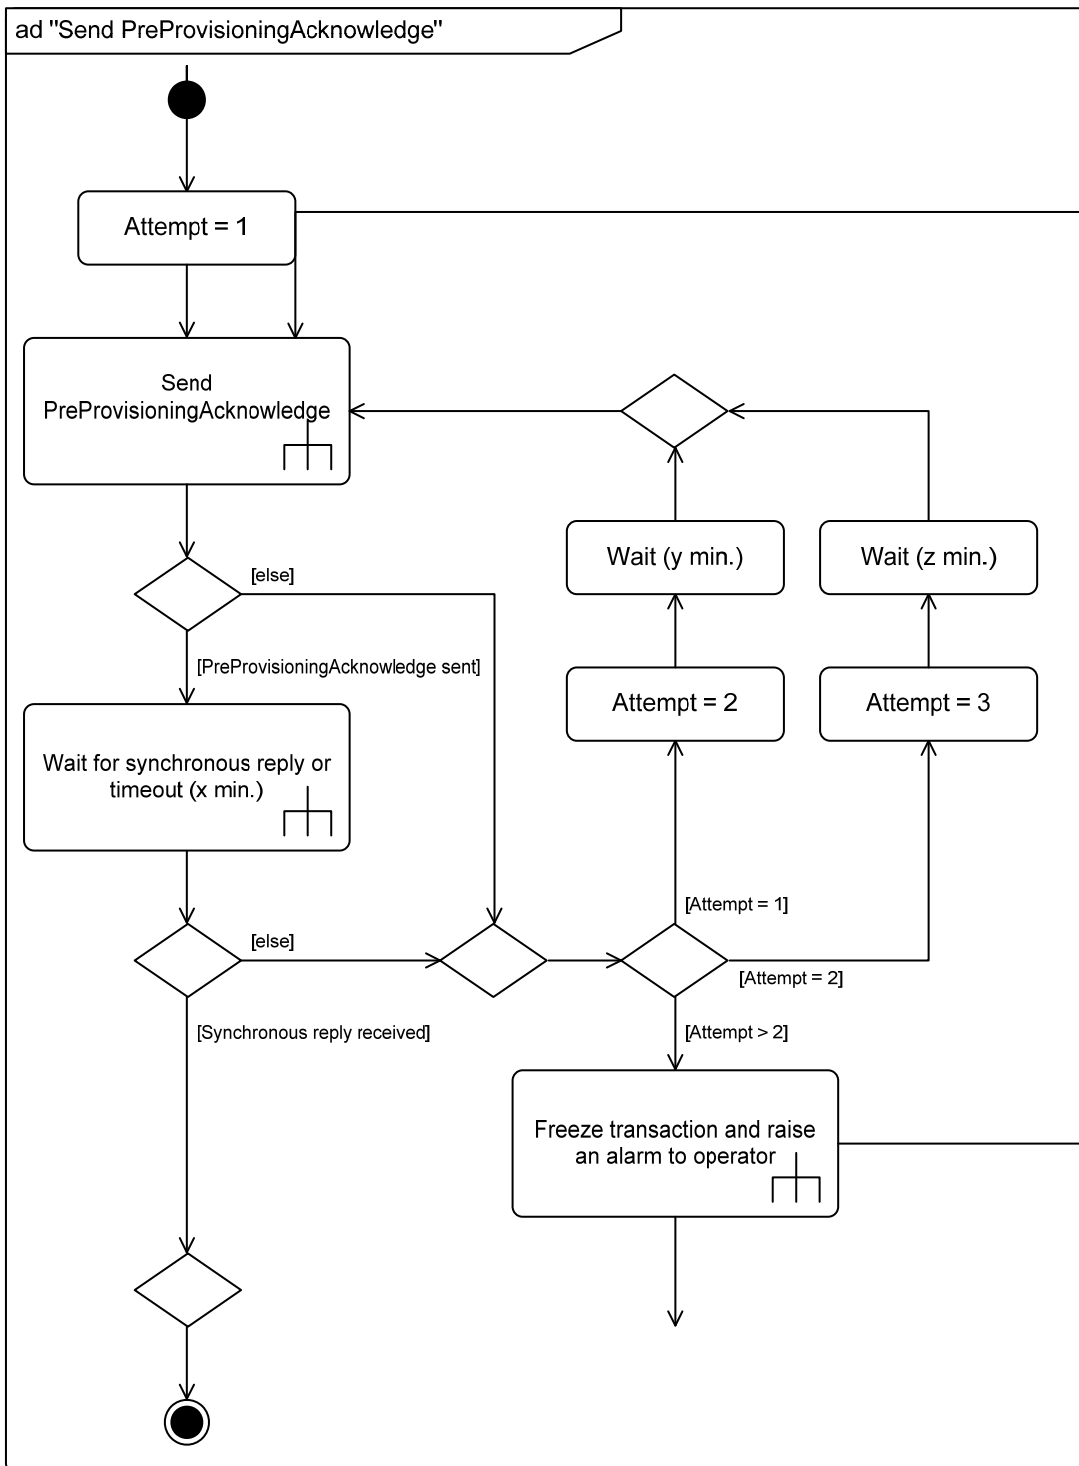 ad "Send PreProvisioningAcknowledge"
Attempt = 1
Send
PreProvisioningAcknowledge
[else]
[PreProvisioningAcknowledge sent]
Wait (y min.)
Wait (z min.)
Attempt = 2
Attempt = 3
Wait for synchronous reply or
timeout (x min.)
[Attempt = 1]
[else]
[Attempt = 2]
[Synchronous reply received]
[Attempt > 2]
Freeze transaction and raise
an alarm to operator